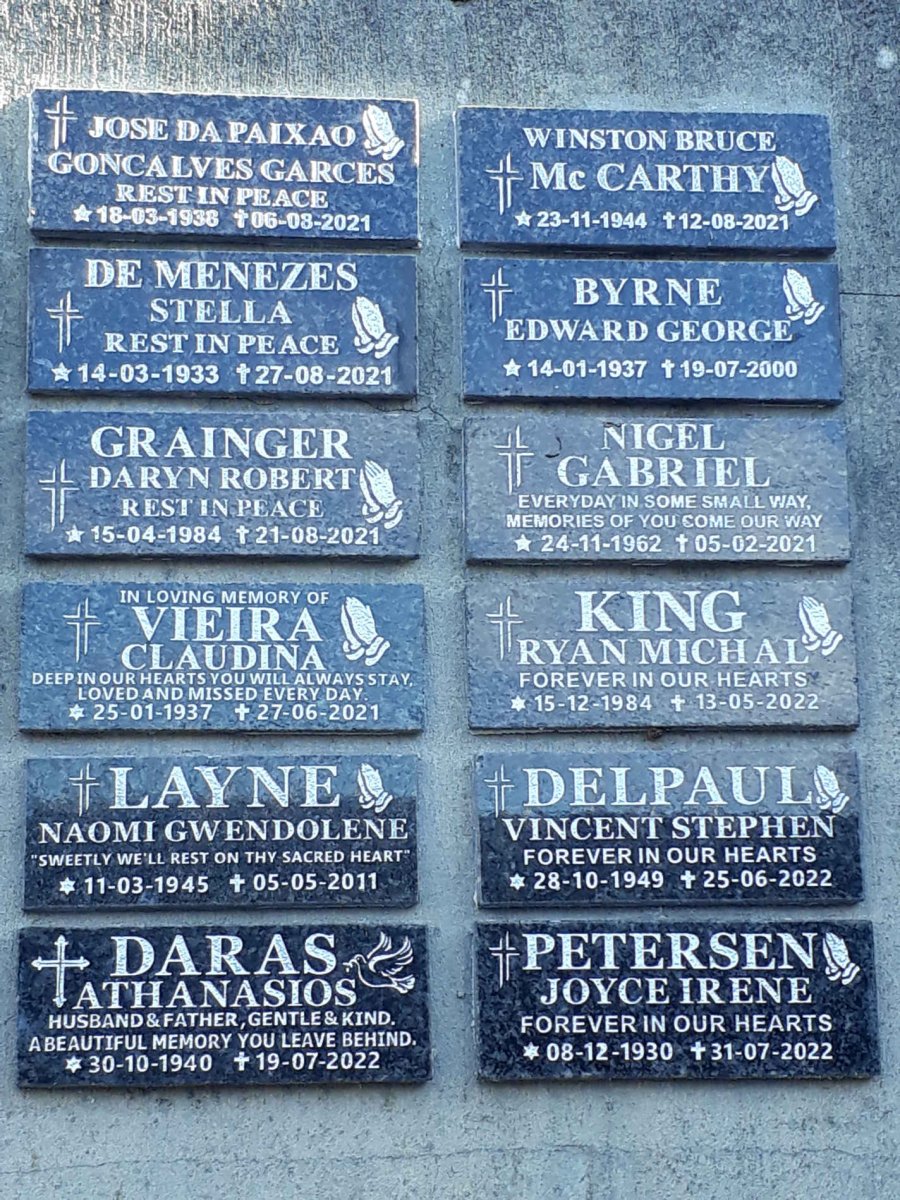 JOSE DA PAIXAO
GONCALVES GARCES
REST IN PEACE
18-03-1938 06-08-2021
DE MENEZES
STELLA
REST IN PEACE
14-03-1933 27-08-2021
GRAINGER
DARYN ROBERT
REST IN PEACE
15-04-1984 21-08-2021
IN LOVING MEMORY OF
VIEIRA
CLAUDINA
DEEP IN OUR HEARTS YOU WILL ALWAYS STAY,
LOVED AND MISSED EVERY DAY.
25-01-1937 27-06-2021
LAYNE
NAOMI GWENDOLENE
"SWEETLY WE'LL REST ON THY SACRED HEART"
11-03-1945 05-05-2011
DARAS
ATHANASIOS
HUSBAND & FATHER, GENTLE & KIND.
A BEAUTIFUL MEMORY YOU LEAVE BEHIND.
30-10-1940 19-07-2022
WINSTON BRUCE
Mc CARTHY
23-11-1944 12-08-2021
BYRNE
EDWARD GEORGE
14-01-1937 19-07-2000
NIGEL
GABRIEL
EVERYDAY IN SOME SMALL WAY,
MEMORIES OF YOU COME OUR WAY
24-11-1962 05-02-2021
KING
RYAN MICHAL
FOREVER IN OUR HEARTS
15-12-1984 13-05-2022
DELPAUL
VINCENT STEPHEN
FOREVER IN OUR HEARTS
28-10-1949 25-06-2022
PETERSEN
JOYCE IRENE
FOREVER IN OUR HEARTS
08-12-1930 31-07-2022